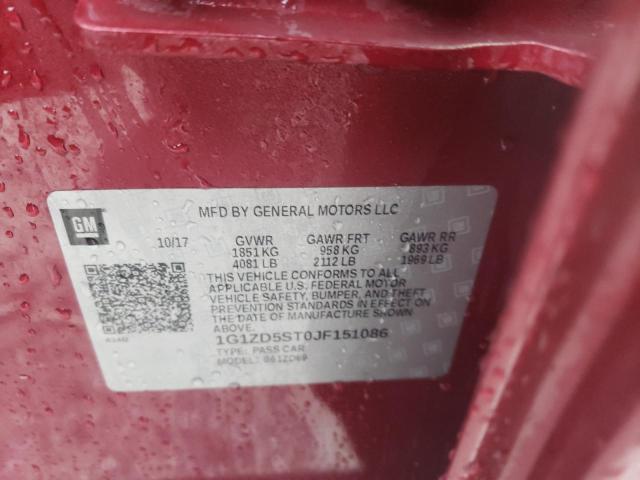 GM
MFD BY GENERAL MOTORS LLC
10/17 GVWR GAWR FRT GAWR RR
1851 KG 958 KG 893 KG
4081 LB 2112 LB 1969 LB
THIS VEHICLE CONFORMS TO ALL
APPLICABLE U.S. FEDERAL MOTOR
VEHICLE SAFETY, BUMPER, AND THEFT
PREVENTION STANDARDS IN EFFECT ON
THE DATE OF MANUFACTURE SHOWN
ABOVE.
1G1ZD5ST0JF151086
TYPE: PASS CAR
MODEL: